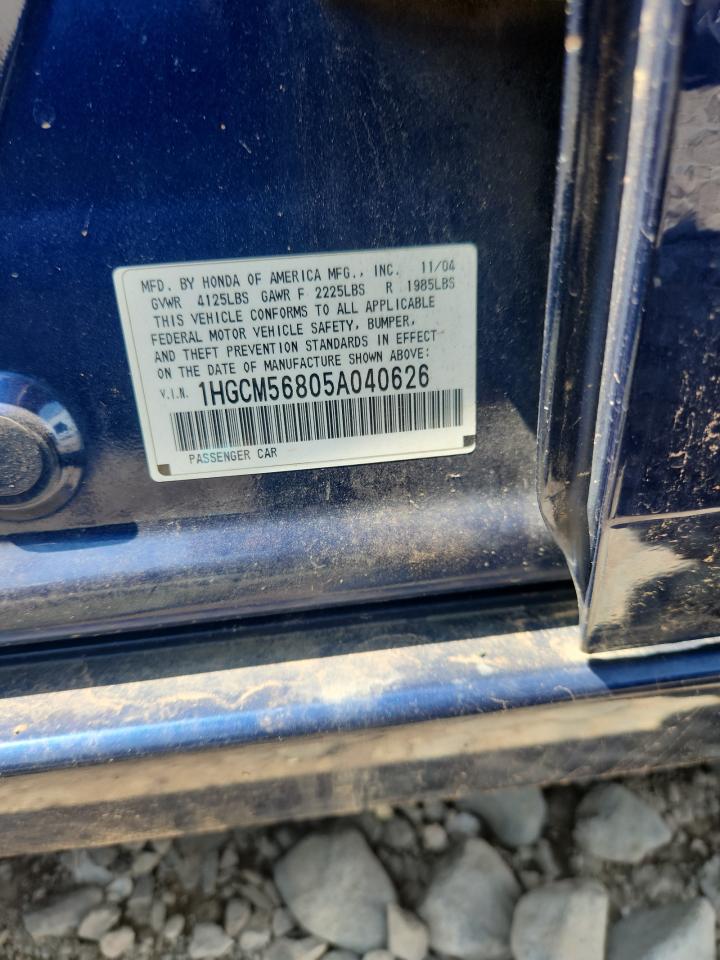 MFD. BY HONDA OF AMERICA MFG., INC. 11/04
GVWR 4125LBS GAWR F 2225LBS R 1985LBS
THIS VEHICLE CONFORMS TO ALL APPLICABLE
FEDERAL MOTOR VEHICLE SAFETY, BUMPER,
AND THEFT PREVENTION STANDARDS IN EFFECT
ON THE DATE OF MANUFACTURE SHOWN ABOVE:
V.I.N. 1HGCM56805A040626
PASSENGER CAR